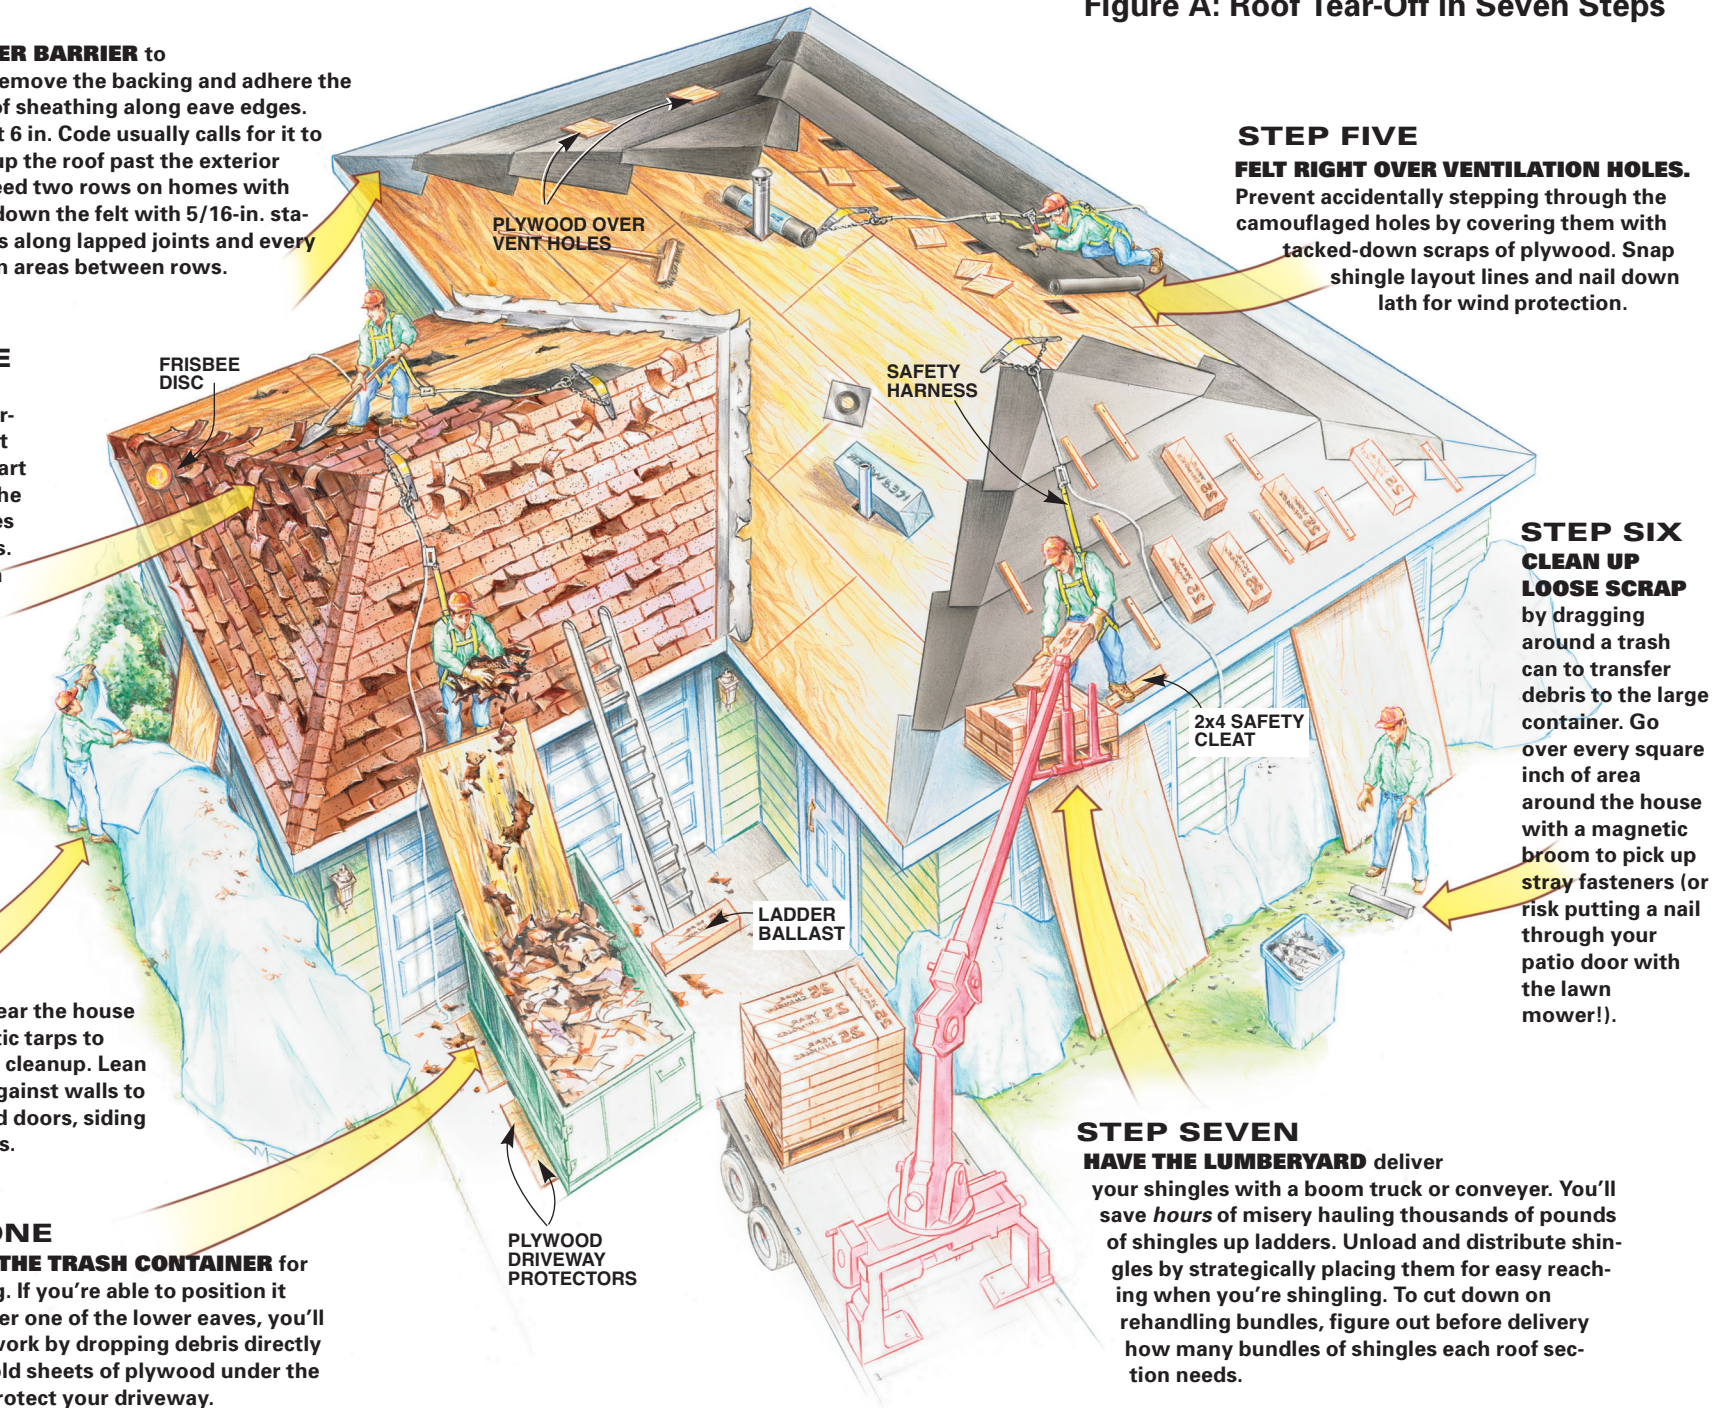 Figure A: Roof Tear-Off in Seven Steps
ER BARRIER to
emove the backing and adhere the
of sheathing along eave edges.
t 6 in. Code usually calls for it to
up the roof past the exterior
eed two rows on homes with
down the felt with 5/16-in. sta-
s along lapped joints and every
n areas between rows.
PLYWOOD OVER
VENT HOLES
STEP FIVE
FELT RIGHT OVER VENTILATION HOLES.
Prevent accidentally stepping through the
camouflaged holes by covering them with
tacked-down scraps of plywood. Snap
shingle layout lines and nail down
lath for wind protection.
E
r-
t
art
he
es
s.
n
FRISBEE
DISC
SAFETY
HARNESS
STEP SIX
CLEAN UP
LOOSE SCRAP
by dragging
around a trash
can to transfer
debris to the large
container. Go
over every square
inch of area
around the house
with a magnetic
broom to pick up
stray fasteners (or
risk putting a nail
through your
patio door with
the lawn
mower!).
2x4 SAFETY
CLEAT
LADDER
BALLAST
ear the house
tic tarps to
cleanup. Lean
gainst walls to
d doors, siding
s.
ONE
THE TRASH CONTAINER for
g. If you're able to position it
er one of the lower eaves, you'll
work by dropping debris directly
old sheets of plywood under the
rotect your driveway.
PLYWOOD
DRIVEWAY
PROTECTORS
STEP SEVEN
HAVE THE LUMBERYARD deliver
your shingles with a boom truck or conveyer. You'll
save hours of misery hauling thousands of pounds
of shingles up ladders. Unload and distribute shin-
gles by strategically placing them for easy reach-
ing when you're shingling. To cut down on
rehandling bundles, figure out before delivery
how many bundles of shingles each roof sec-
tion needs.